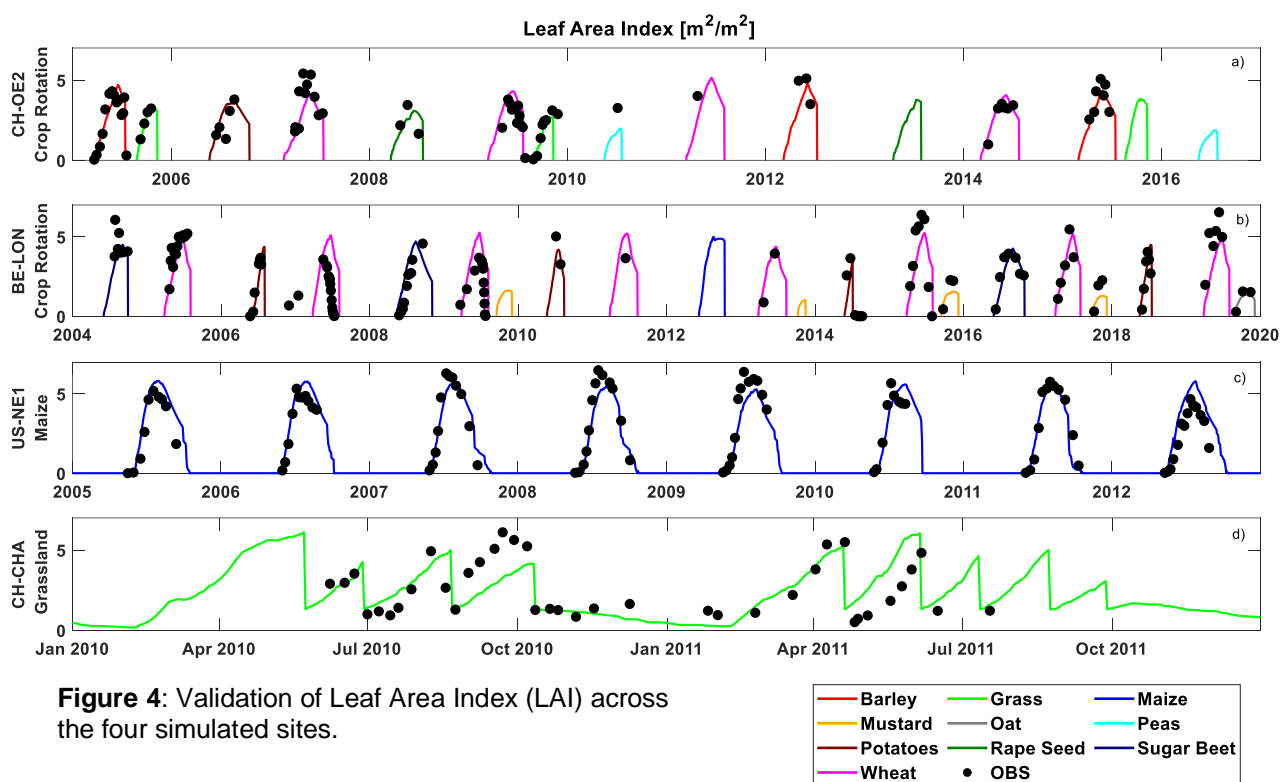 Leaf Area Index [m²/m²]
CH-OE2
Crop Rotation
a)
5
0
2006 2008 2010 2012 2014 2016
BE-LON
Crop Rotation
b)
5
0
2004 2006 2008 2010 2012 2014 2016 2018 2020
US-NE1
Maize
c)
5
0
2005 2006 2007 2008 2009 2010 2011 2012
CH-CHA
Grassland
d)
5
0
Jan 2010 Apr 2010 Jul 2010 Oct 2010 Jan 2011 Apr 2011 Jul 2011 Oct 2011
Figure 4: Validation of Leaf Area Index (LAI) across
the four simulated sites.
Barley Grass Maize
Mustard Oat Peas
Potatoes Rape Seed Sugar Beet
Wheat OBS